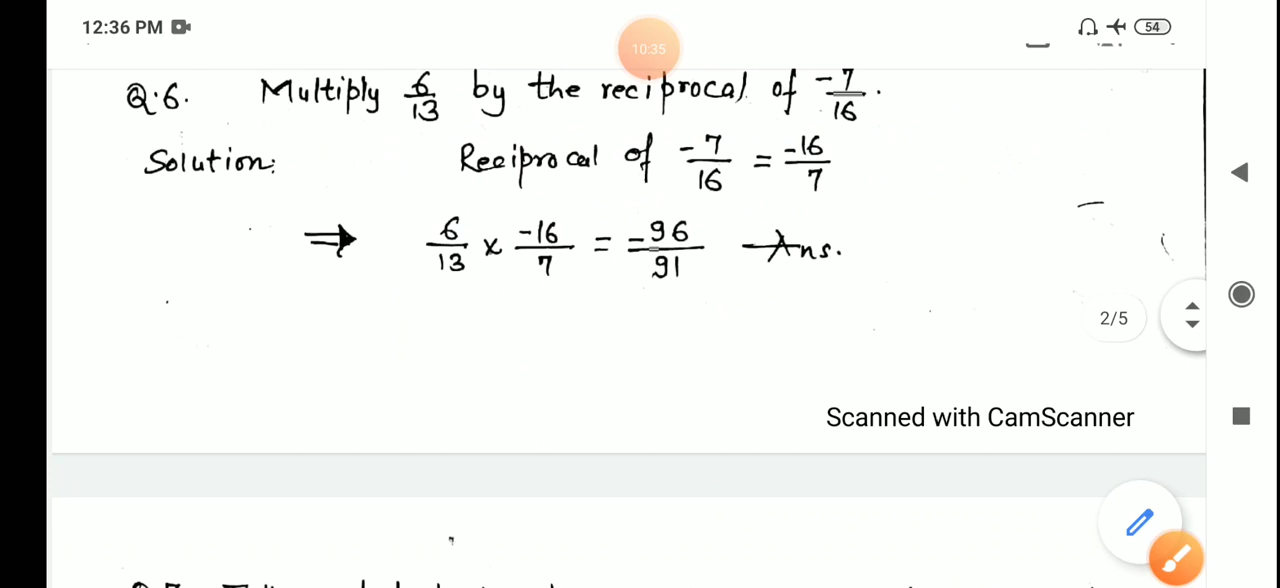 12:36 PM
54
10:35
Q.6. Multiply 6/13 by the reciprocal of -7/16.
Solution: Reciprocal of -7/16 = -16/7
⇒ 6/13 × -16/7 = -96/91 Ans.
2/5
Scanned with CamScanner